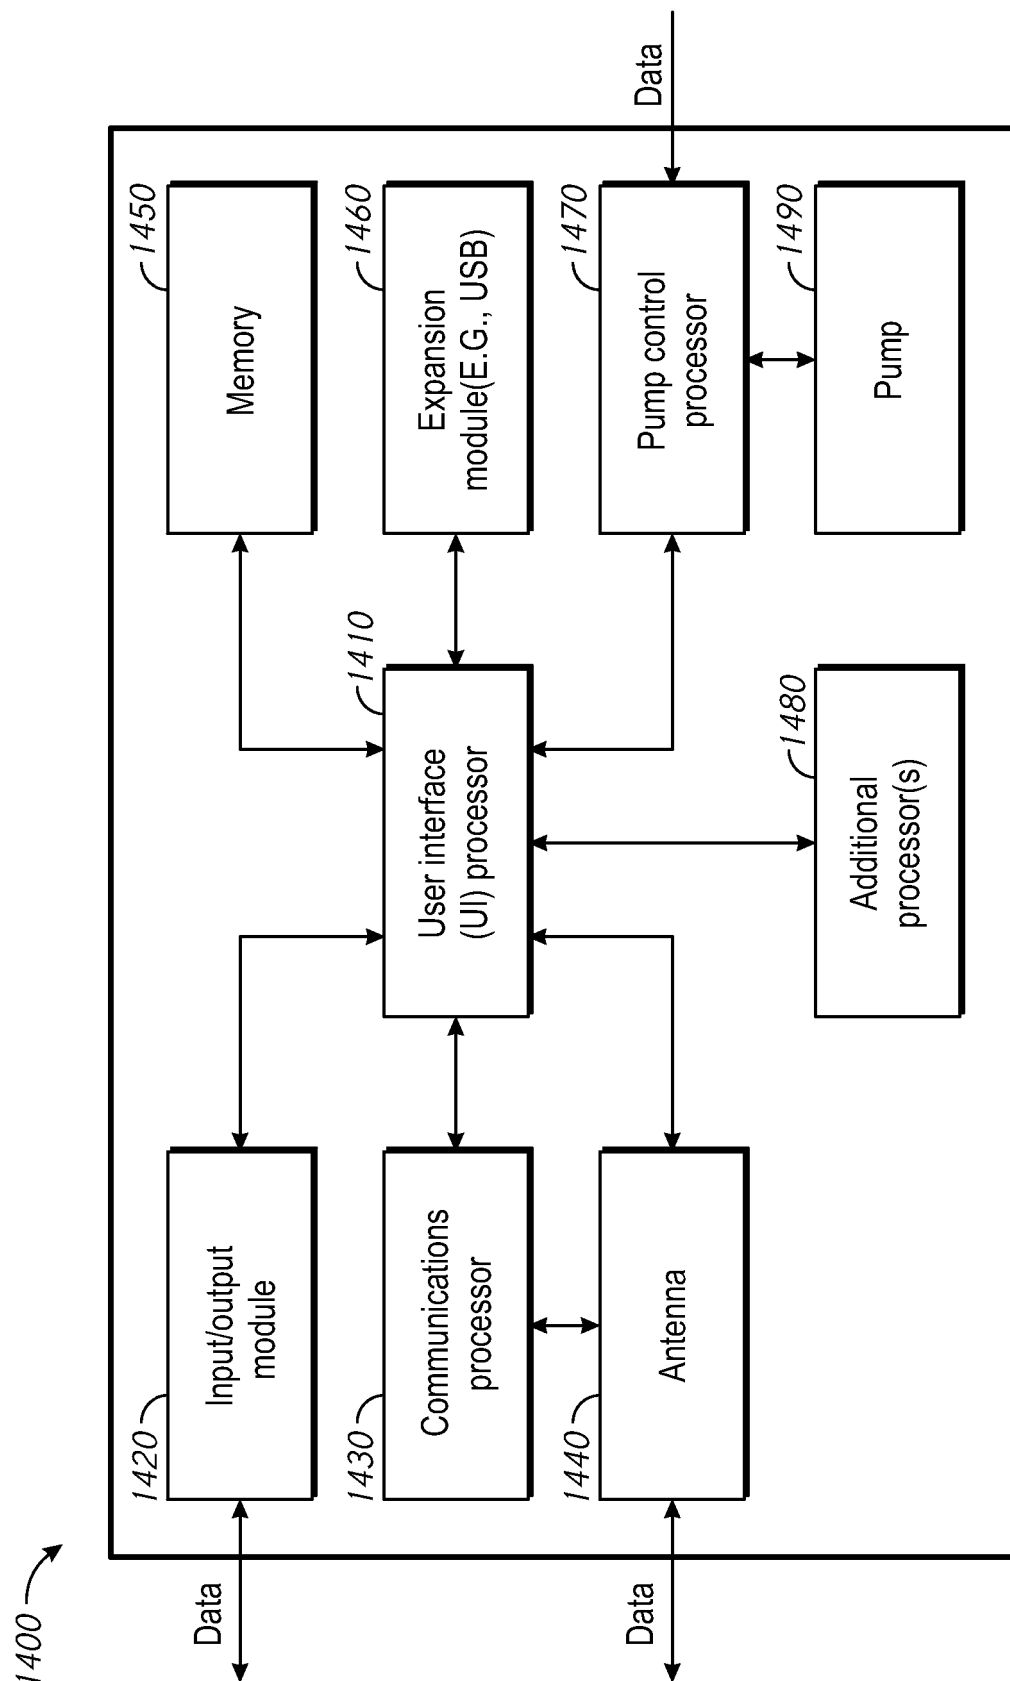 1400
Data
Data
1420
Input/output
module
1430
Communications
processor
1440
Antenna
1410
User interface
(UI) processor
1480
Additional
processor(s)
1450
Memory
1460
Expansion
module(E.G., USB)
1470
Pump control
processor
1490
Pump
Data